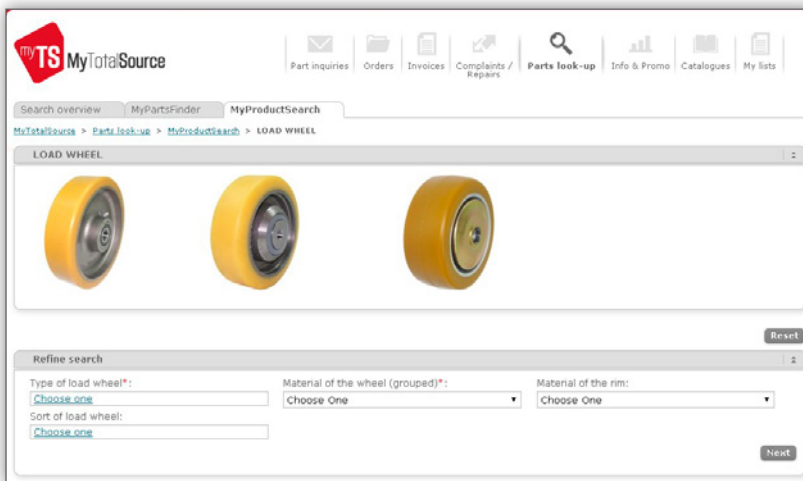 myTS MyTotalSource
Part inquiries
Orders
Invoices
Complaints /
Repairs
Parts look-up
Info & Promo
Catalogues
My lists
Search overview
MyPartsFinder
MyProductSearch
MyTotalSource > Parts look-up > MyProductSearch > LOAD WHEEL
LOAD WHEEL
Reset
Refine search
Type of load wheel*:
Choose one
Material of the wheel (grouped)*:
Choose One
Material of the rim:
Choose One
Sort of load wheel:
Choose one
Next